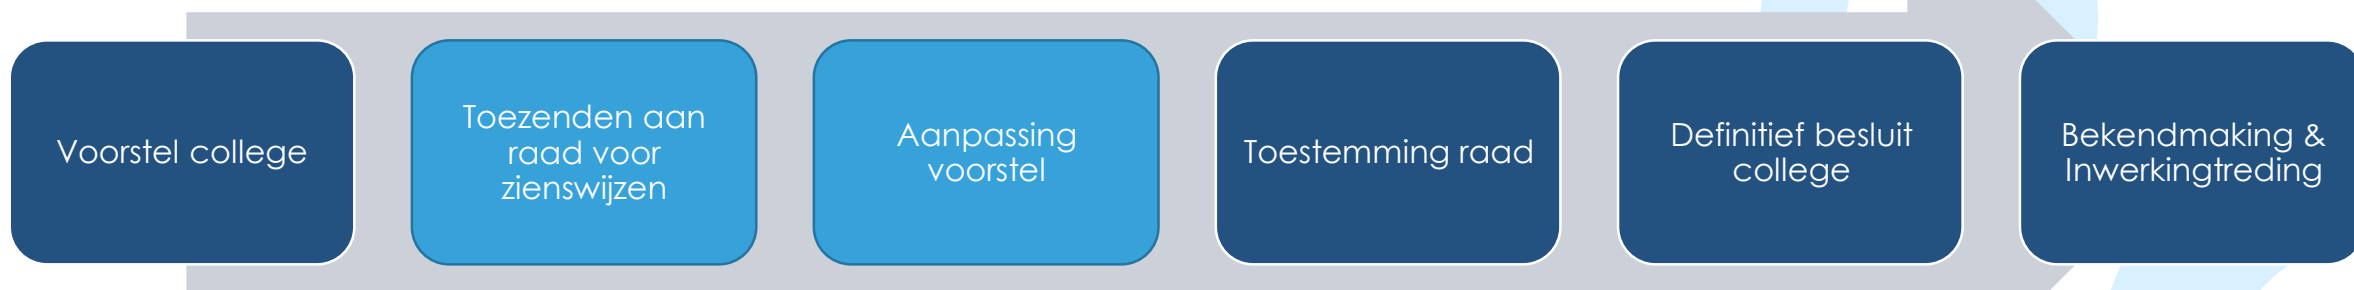 Voorstel college
Toezenden aan
raad voor
zienswijzen
Aanpassing
voorstel
Toestemming raad
Definitief besluit
college
Bekendmaking &
Inwerkingtreding